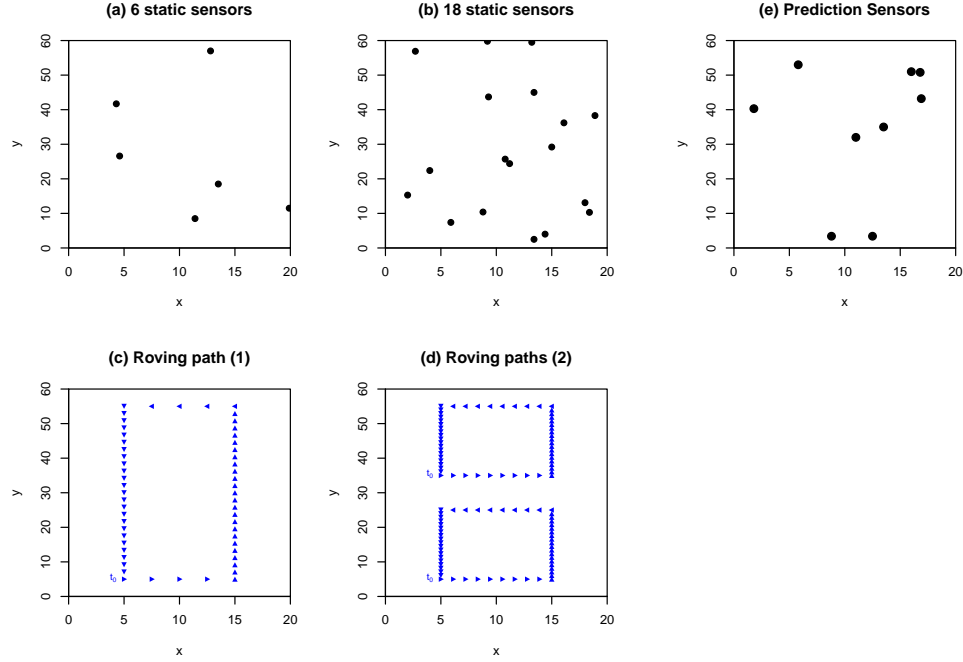 (a) 6 static sensors
0 10 20 30 40 50 60
y
0 5 10 15 20
x
(b) 18 static sensors
0 10 20 30 40 50 60
y
0 5 10 15 20
x
(e) Prediction Sensors
0 10 20 30 40 50 60
y
0 5 10 15 20
x
(c) Roving path (1)
0 10 20 30 40 50 60
y
t₀
0 5 10 15 20
x
(d) Roving paths (2)
0 10 20 30 40 50 60
y
t₀
t₀
0 5 10 15 20
x